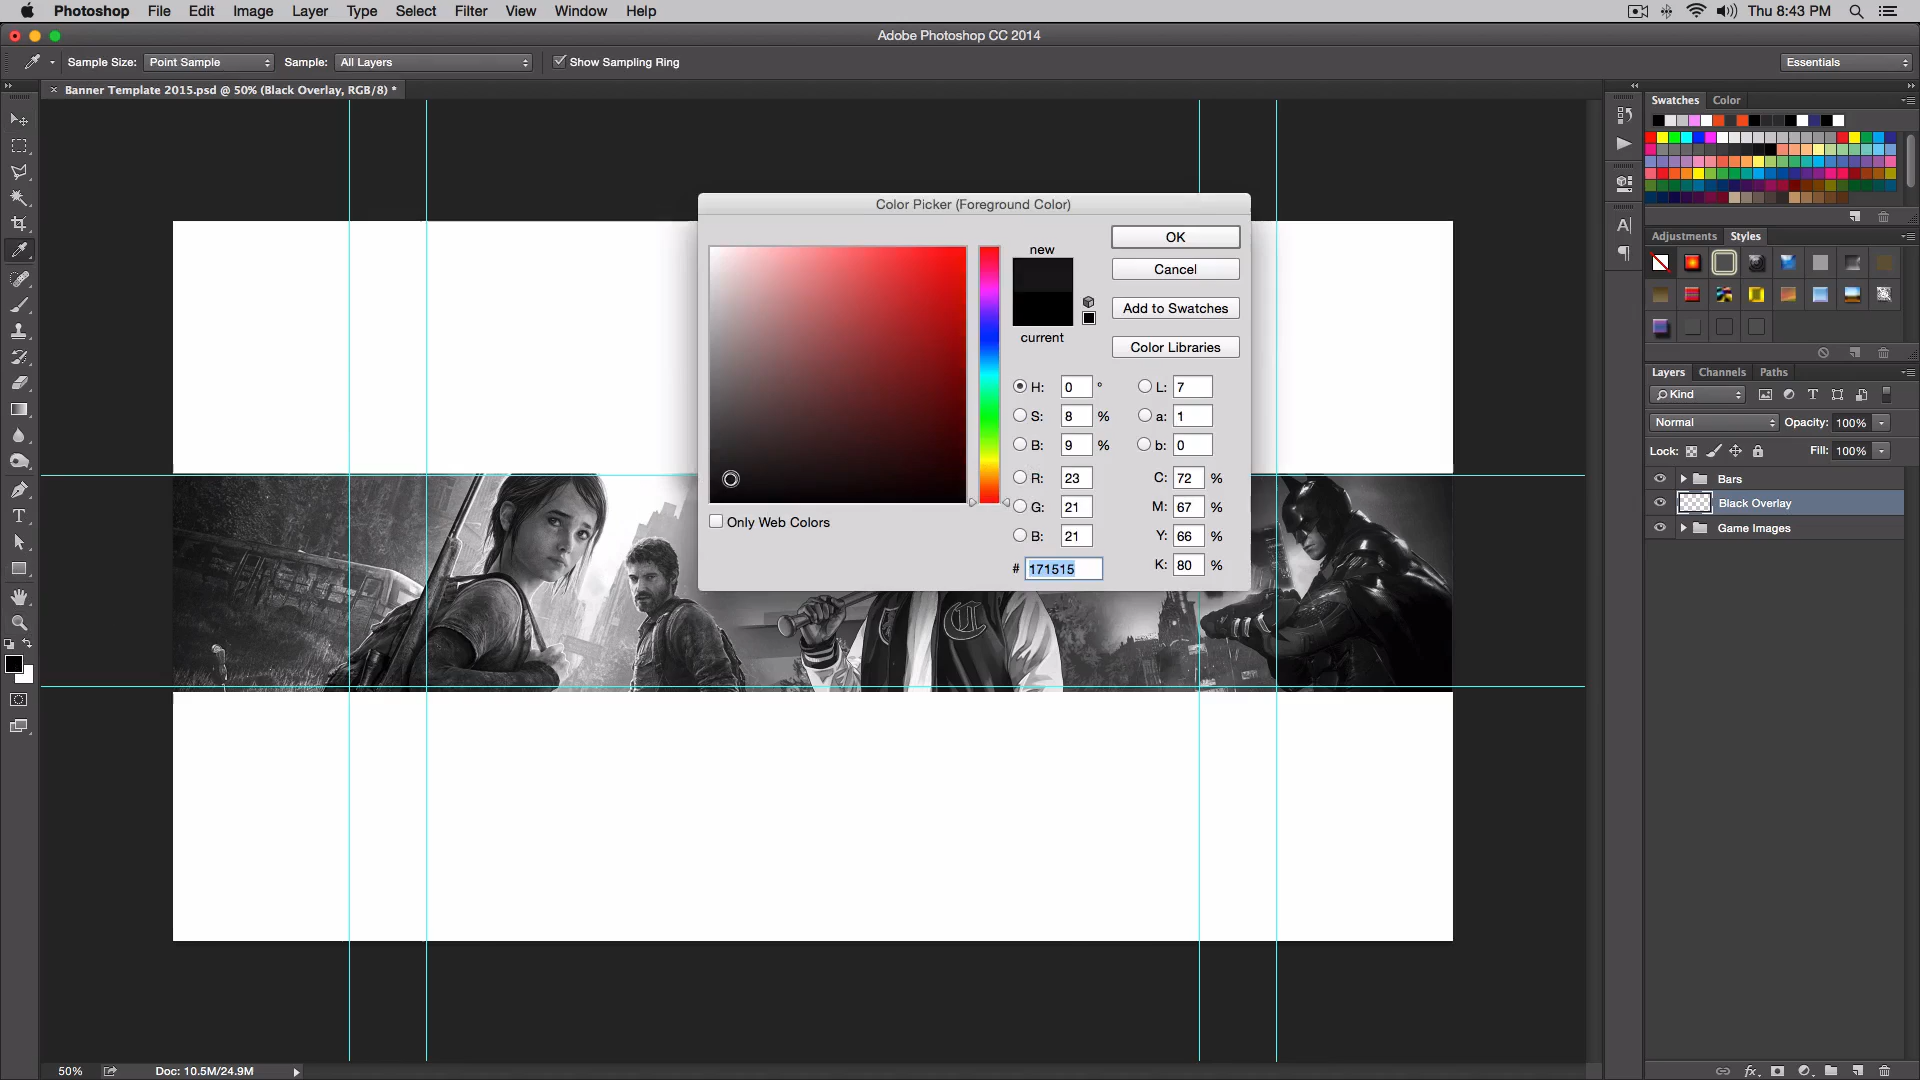 Photoshop File Edit Image Layer Type Select Filter View Window Help Thu 8:43 PM
Adobe Photoshop CC 2014
Sample Size: Point Sample Sample: All Layers Show Sampling Ring Essentials
Banner Template 2015.psd @ 50% (Black Overlay, RGB/8) *
Swatches Color
Color Picker (Foreground Color)
new
current
OK
Cancel
Add to Swatches
Color Libraries
H: 0 ° L: 7
S: 8 % a: 1
B: 9 % b: 0
R: 23 C: 72 %
G: 21 M: 67 %
B: 21 Y: 66 %
# 171515 K: 80 %
Only Web Colors
Adjustments Styles
Layers Channels Paths
Kind
Normal Opacity: 100%
Lock: Fill: 100%
Bars
Black Overlay
Game Images
50% Doc: 10.5M/24.9M